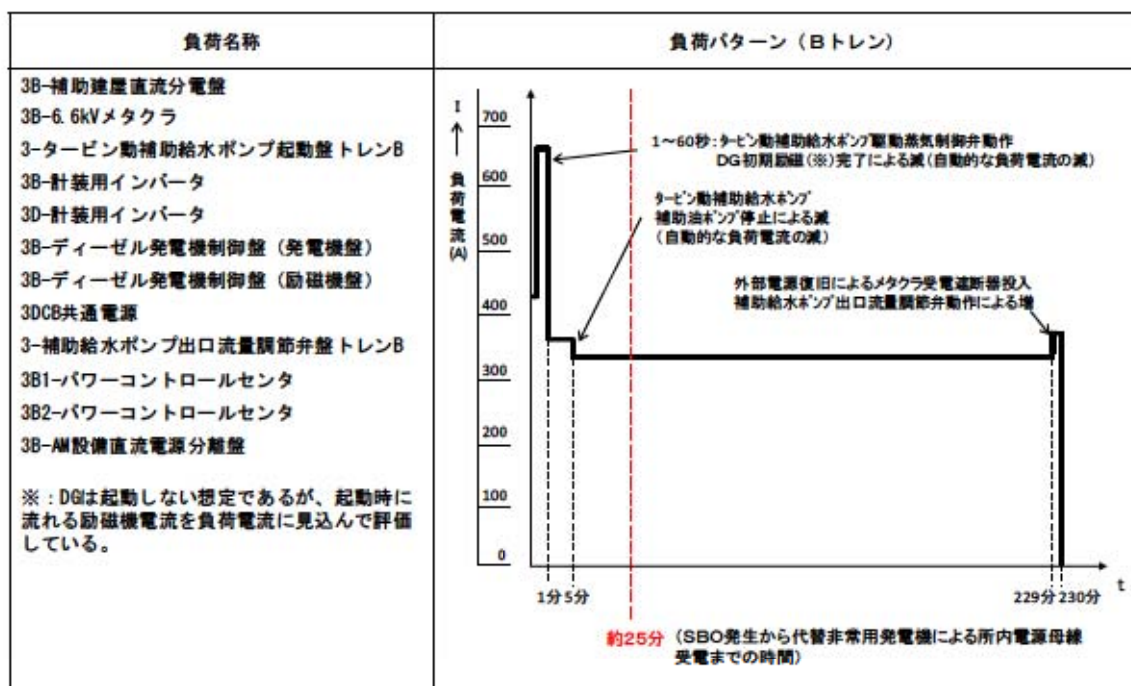 負荷名称
3B-補助建屋直流分電盤
3B-6.6kVメタクラ
3-タービン動補助給水ポンプ起動盤トレンB
3B-計装用インバータ
3D-計装用インバータ
3B-ディーゼル発電機制御盤（発電機盤）
3B-ディーゼル発電機制御盤（励磁機盤）
3DCB共通電源
3-補助給水ポンプ出口流量調節弁盤トレンB
3B1-パワーコントロールセンタ
3B2-パワーコントロールセンタ
3B-AM設備直流電源分離盤
※：DGは起動しない想定であるが、起動時に
流れる励磁機電流を負荷電流に見込んで評価
している。
負荷パターン（Bトレン）
I
↑
負荷電流
(A)
700
600
500
400
300
200
100
0
1～60秒：タービン動補助給水ポンプ駆動蒸気制御弁動作
DG初期励磁(※)完了による減(自動的な負荷電流の減)
タービン動補助給水ポンプ
補助油ポンプ停止による減
（自動的な負荷電流の減）
外部電源復旧によるメタクラ受電遮断器投入
補助給水ポンプ出口流量調節弁動作による増
1分5分
229分230分
t
約25分 （SBO発生から代替非常用発電機による所内電源母線
受電までの時間）